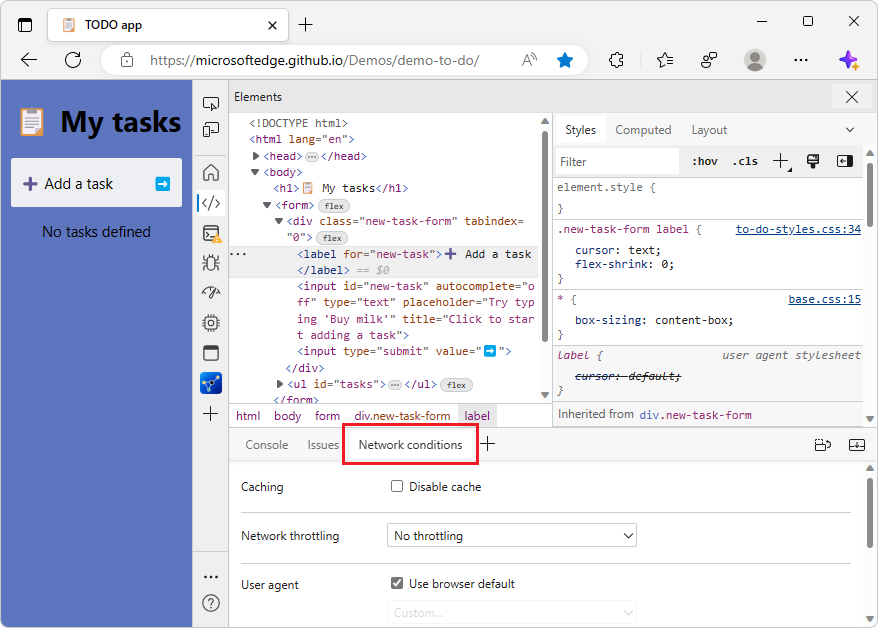 TODO app
https://microsoftedge.github.io/Demos/demo-to-do/
My tasks
Add a task
No tasks defined
Elements
<!DOCTYPE html>
<html lang="en">
<head> </head>
<body>
<h1>📋 My tasks</h1>
<form> flex
<div class="new-task-form" tabindex=
"0"> flex
<label for="new-task">➕ Add a task
</label> == $0
<input id="new-task" autocomplete="o
ff" type="text" placeholder="Try typ
ing 'Buy milk'" title="Click to star
t adding a task">
<input type="submit" value="➡️">
</div>
<ul id="tasks"> </ul> flex
</form>
html body form div.new-task-form label
Styles Computed Layout
Filter :hov .cls
element.style {
}
.new-task-form label { to-do-styles.css:34
cursor: text;
flex-shrink: 0;
}
* { base.css:15
box-sizing: content-box;
}
label { user agent stylesheet
cursor: default;
}
Inherited from div.new-task-form
Console Issues Network conditions
Caching Disable cache
Network throttling No throttling
User agent Use browser default
Custom...